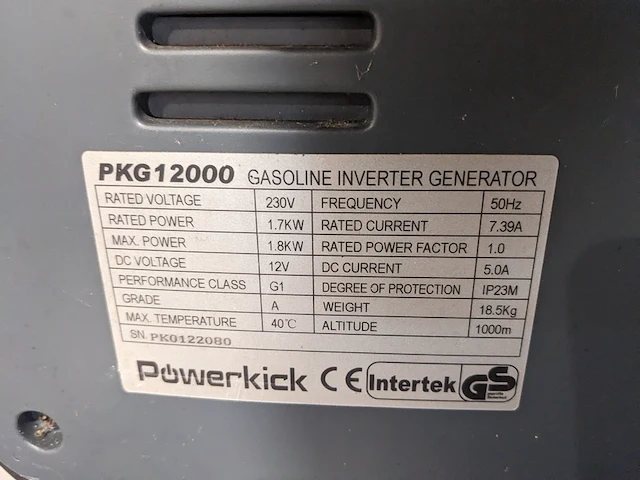 PKG12000 GASOLINE INVERTER GENERATOR
RATED VOLTAGE 230V FREQUENCY 50Hz
RATED POWER 1.7KW RATED CURRENT 7.39A
MAX. POWER 1.8KW RATED POWER FACTOR 1.0
DC VOLTAGE 12V DC CURRENT 5.0A
PERFORMANCE CLASS G1 DEGREE OF PROTECTION IP23M
GRADE A WEIGHT 18.5Kg
MAX. TEMPERATURE 40℃ ALTITUDE 1000m
SN. PKG122080
Powerkick CE Intertek GS